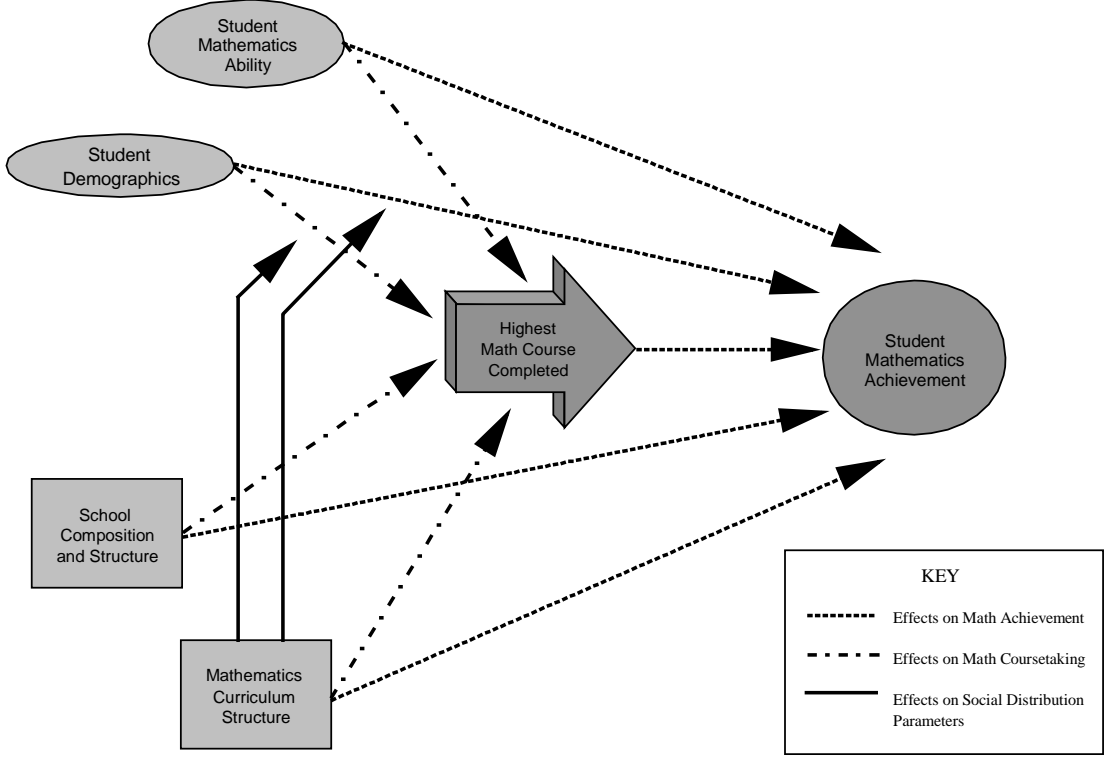 Student
Mathematics
Ability
Student
Demographics
Highest
Math Course
Completed
Student
Mathematics
Achievement
School
Composition
and Structure
Mathematics
Curriculum
Structure
KEY
Effects on Math Achievement
Effects on Math Coursetaking
Effects on Social Distribution
Parameters